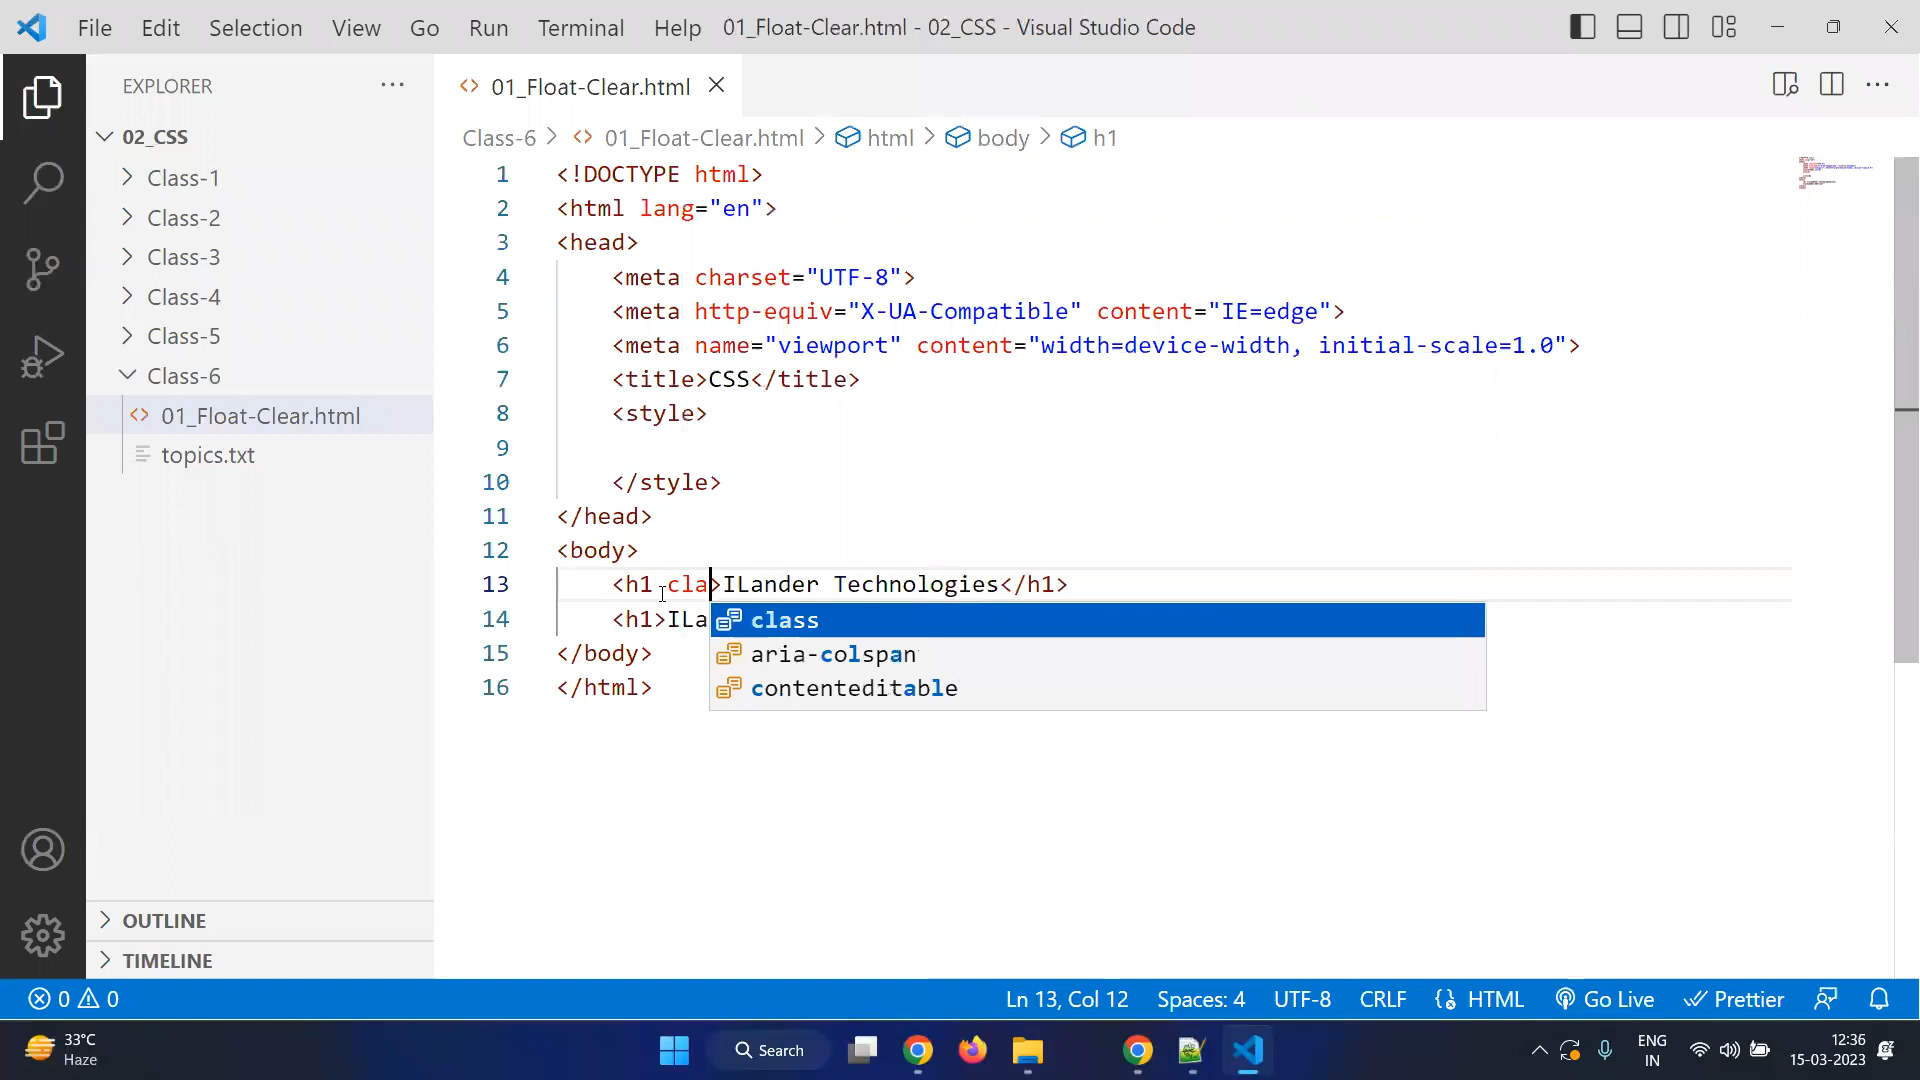 File Edit Selection View Go Run Terminal Help 01_Float-Clear.html - 02_CSS - Visual Studio Code
EXPLORER
01_Float-Clear.html
02_CSS
Class-1
Class-2
Class-3
Class-4
Class-5
Class-6
01_Float-Clear.html
topics.txt
OUTLINE
TIMELINE
Class-6 > 01_Float-Clear.html > html > body > h1
1 <!DOCTYPE html>
2 <html lang="en">
3 <head>
4 <meta charset="UTF-8">
5 <meta http-equiv="X-UA-Compatible" content="IE=edge">
6 <meta name="viewport" content="width=device-width, initial-scale=1.0">
7 <title>CSS</title>
8 <style>
9
10 </style>
11 </head>
12 <body>
13 <h1 cla>ILander Technologies</h1>
14 <h1>ILa
15 </body>
16 </html>
class
aria-colspan
contenteditable
0 0 Ln 13, Col 12 Spaces: 4 UTF-8 CRLF HTML Go Live Prettier
33°C
Haze
Search
ENG
IN
12:36
15-03-2023